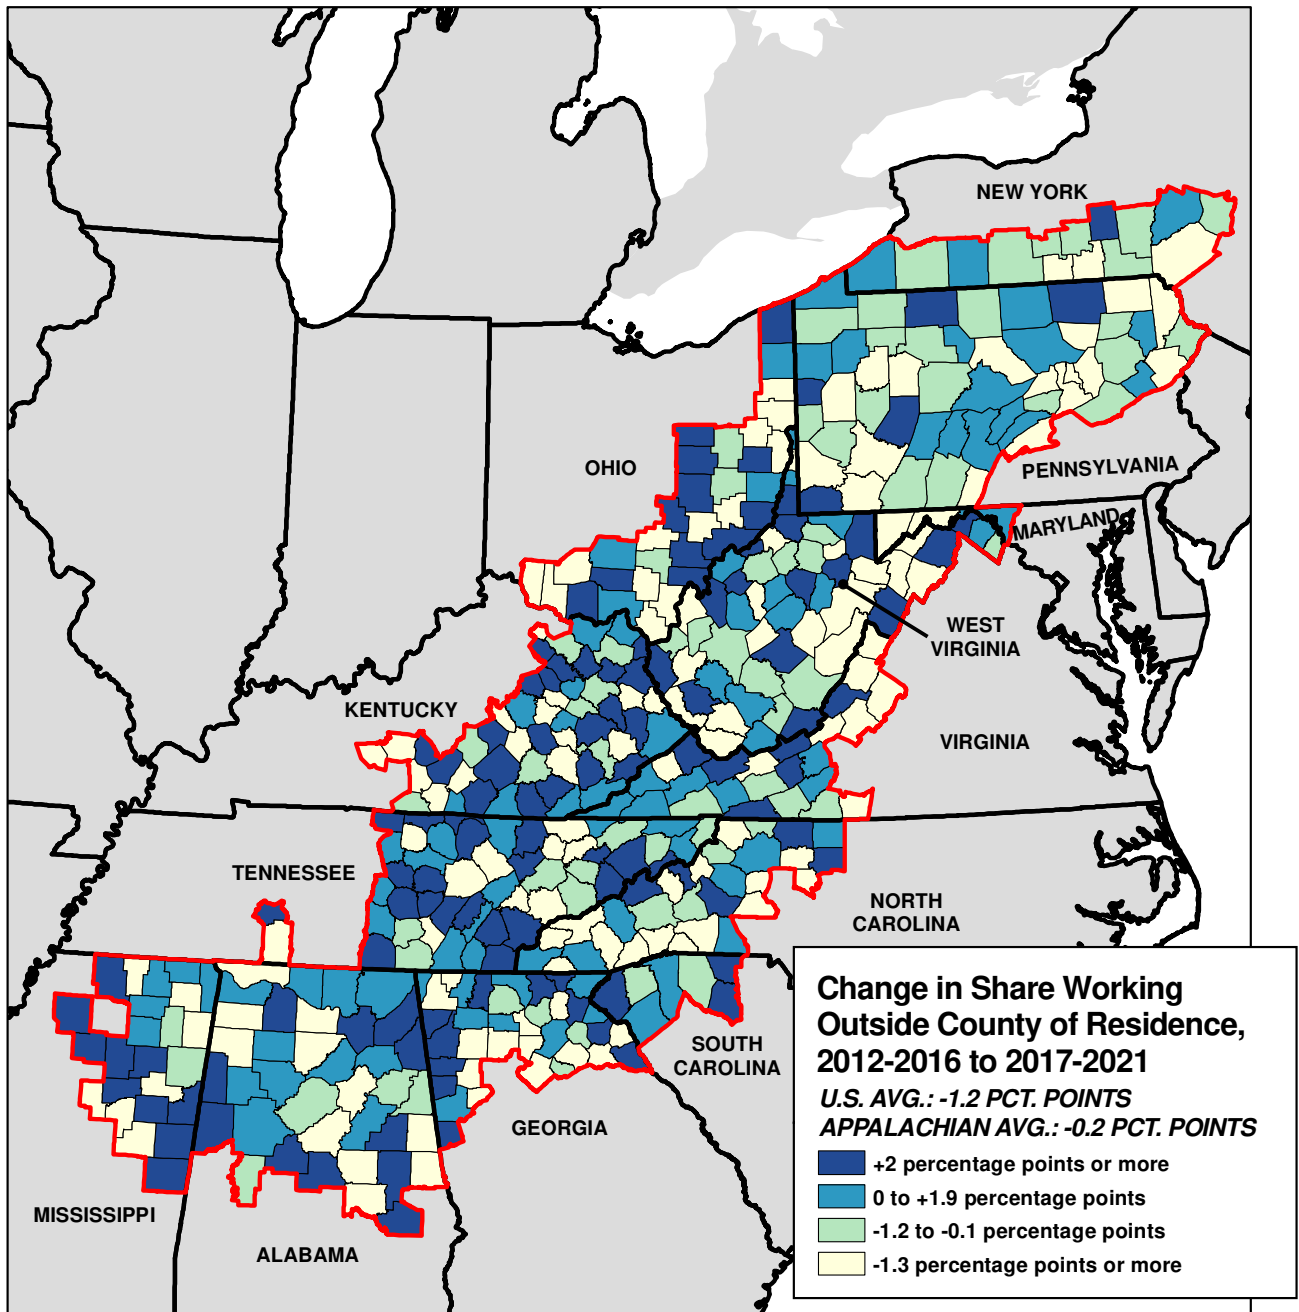 NEW YORK
OHIO
PENNSYLVANIA
MARYLAND
WEST
VIRGINIA
KENTUCKY
VIRGINIA
TENNESSEE
NORTH
CAROLINA
SOUTH
CAROLINA
GEORGIA
MISSISSIPPI
ALABAMA
Change in Share Working
Outside County of Residence,
2012-2016 to 2017-2021
U.S. AVG.: -1.2 PCT. POINTS
APPALACHIAN AVG.: -0.2 PCT. POINTS
+2 percentage points or more
0 to +1.9 percentage points
-1.2 to -0.1 percentage points
-1.3 percentage points or more